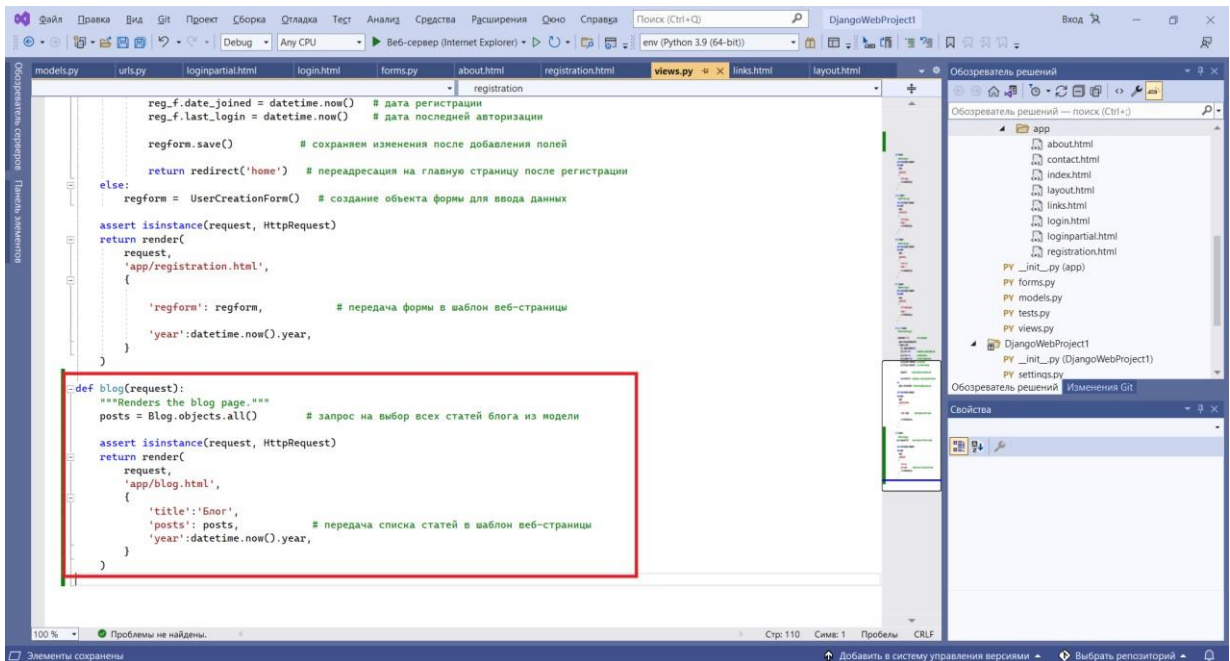 Файл Правка Вид Git Проект Сборка Отладка Тест Анализ Средства Расширения Окно Справка Поиск (Ctrl+Q) DjangoWebProject1 Вход
Debug Any CPU Веб-сервер (Internet Explorer) env (Python 3.9 (64-bit))
Обозреватель серверов
Панель элементов
models.py urls.py loginpartial.html login.html forms.py about.html registration.html views.py links.html layout.html
registration
reg_f.date_joined = datetime.now() # дата регистрации
reg_f.last_login = datetime.now() # дата последней авторизации
regform.save() # сохраняем изменения после добавления полей
return redirect('home') # переадресация на главную страницу после регистрации
else:
regform = UserCreationForm() # создание объекта формы для ввода данных
assert isinstance(request, HttpRequest)
return render(
request,
'app/registration.html',
{
'regform': regform, # передача формы в шаблон веб-страницы
'year':datetime.now().year,
}
)
def blog(request):
"""Renders the blog page."""
posts = Blog.objects.all() # запрос на выбор всех статей блога из модели
assert isinstance(request, HttpRequest)
return render(
request,
'app/blog.html',
{
'title':'Блог',
'posts': posts, # передача списка статей в шаблон веб-страницы
'year':datetime.now().year,
}
)
100 % Проблемы не найдены. Стр: 110 Симв: 1 Пробелы CRLF
Обозреватель решений
Обозреватель решений — поиск (Ctrl+;)
app
about.html
contact.html
index.html
layout.html
links.html
login.html
loginpartial.html
registration.html
PY __init__.py (app)
PY forms.py
PY models.py
PY tests.py
PY views.py
DjangoWebProject1
PY __init__.py (DjangoWebProject1)
PY settings.py
Обозреватель решений Изменения Git
Свойства
Элементы сохранены Добавить в систему управления версиями Выбрать репозиторий